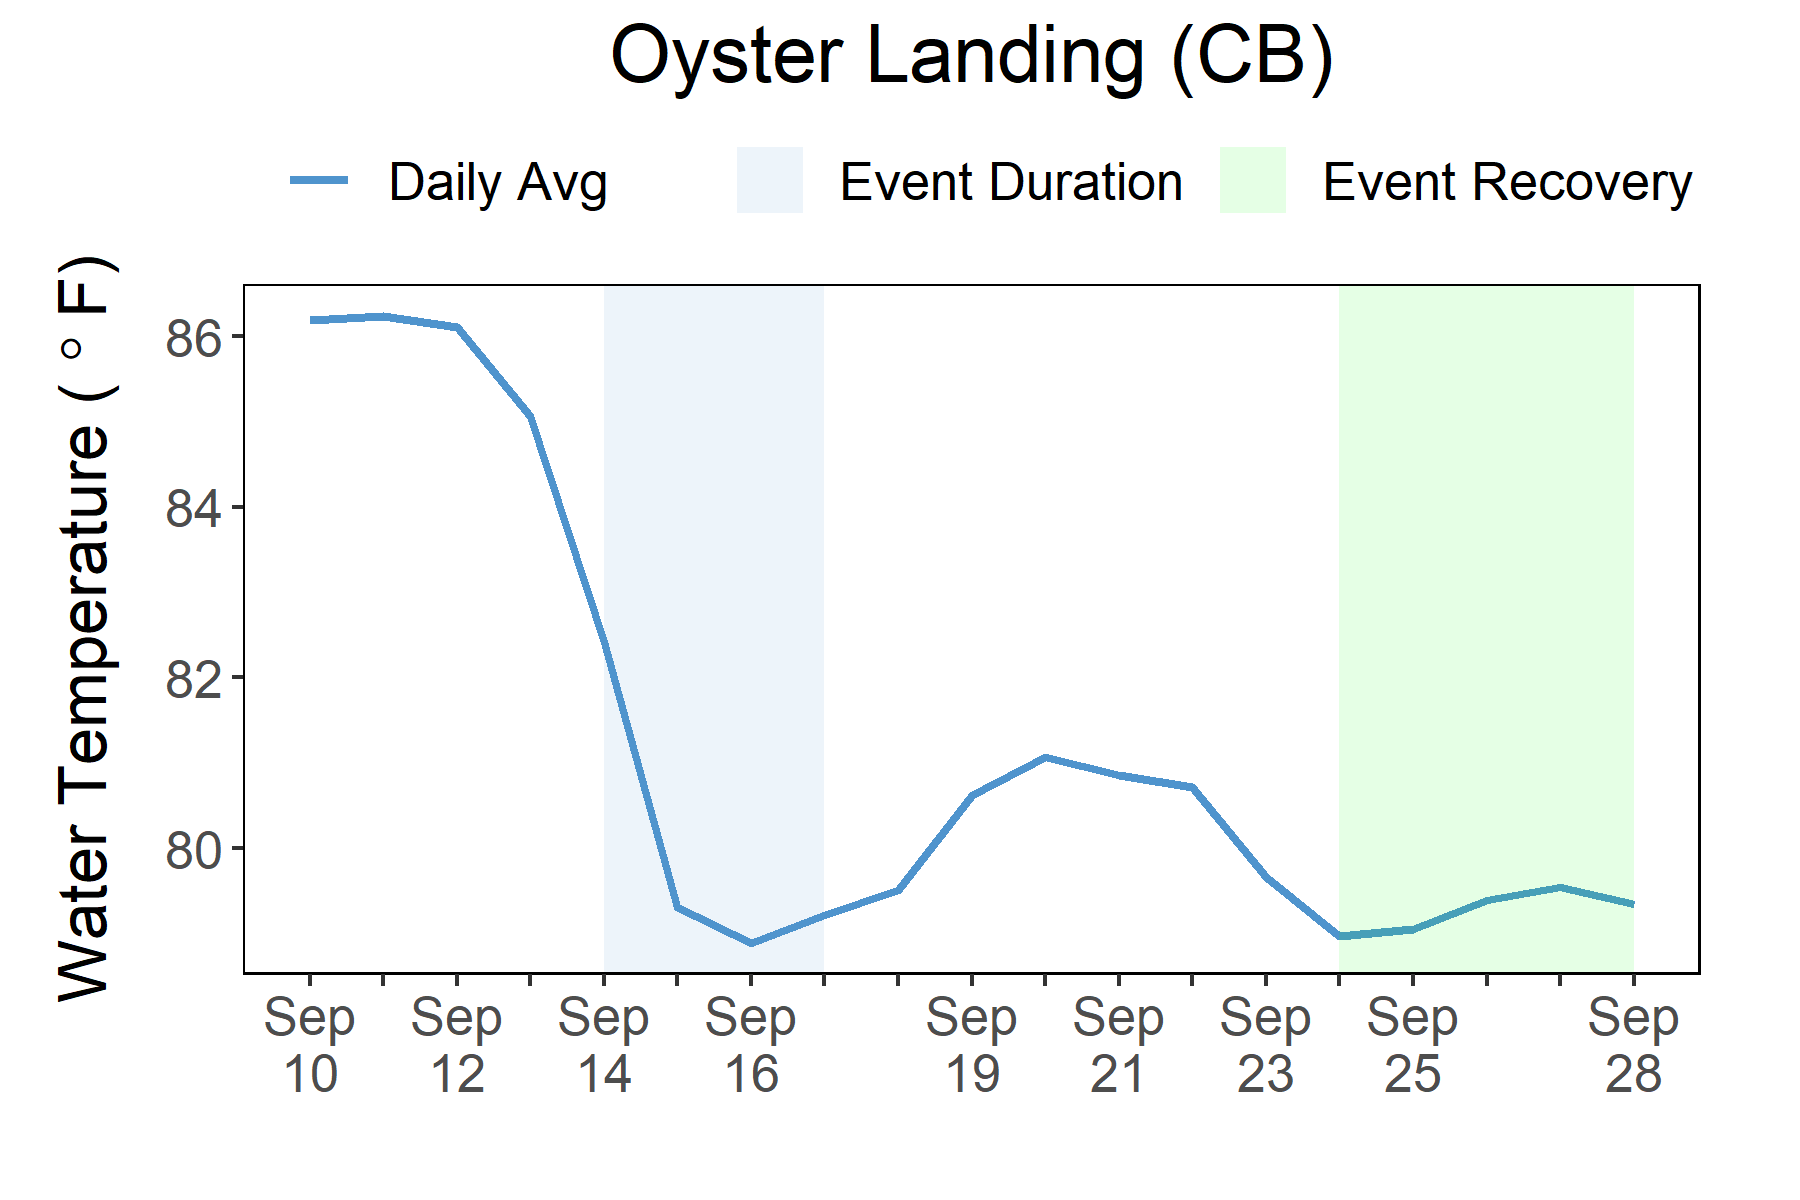 Oyster Landing (CB)
Daily Avg Event Duration Event Recovery
Water Temperature ( ° F)
86
84
82
80
Sep Sep Sep Sep Sep Sep Sep Sep Sep
10 12 14 16 19 21 23 25 28